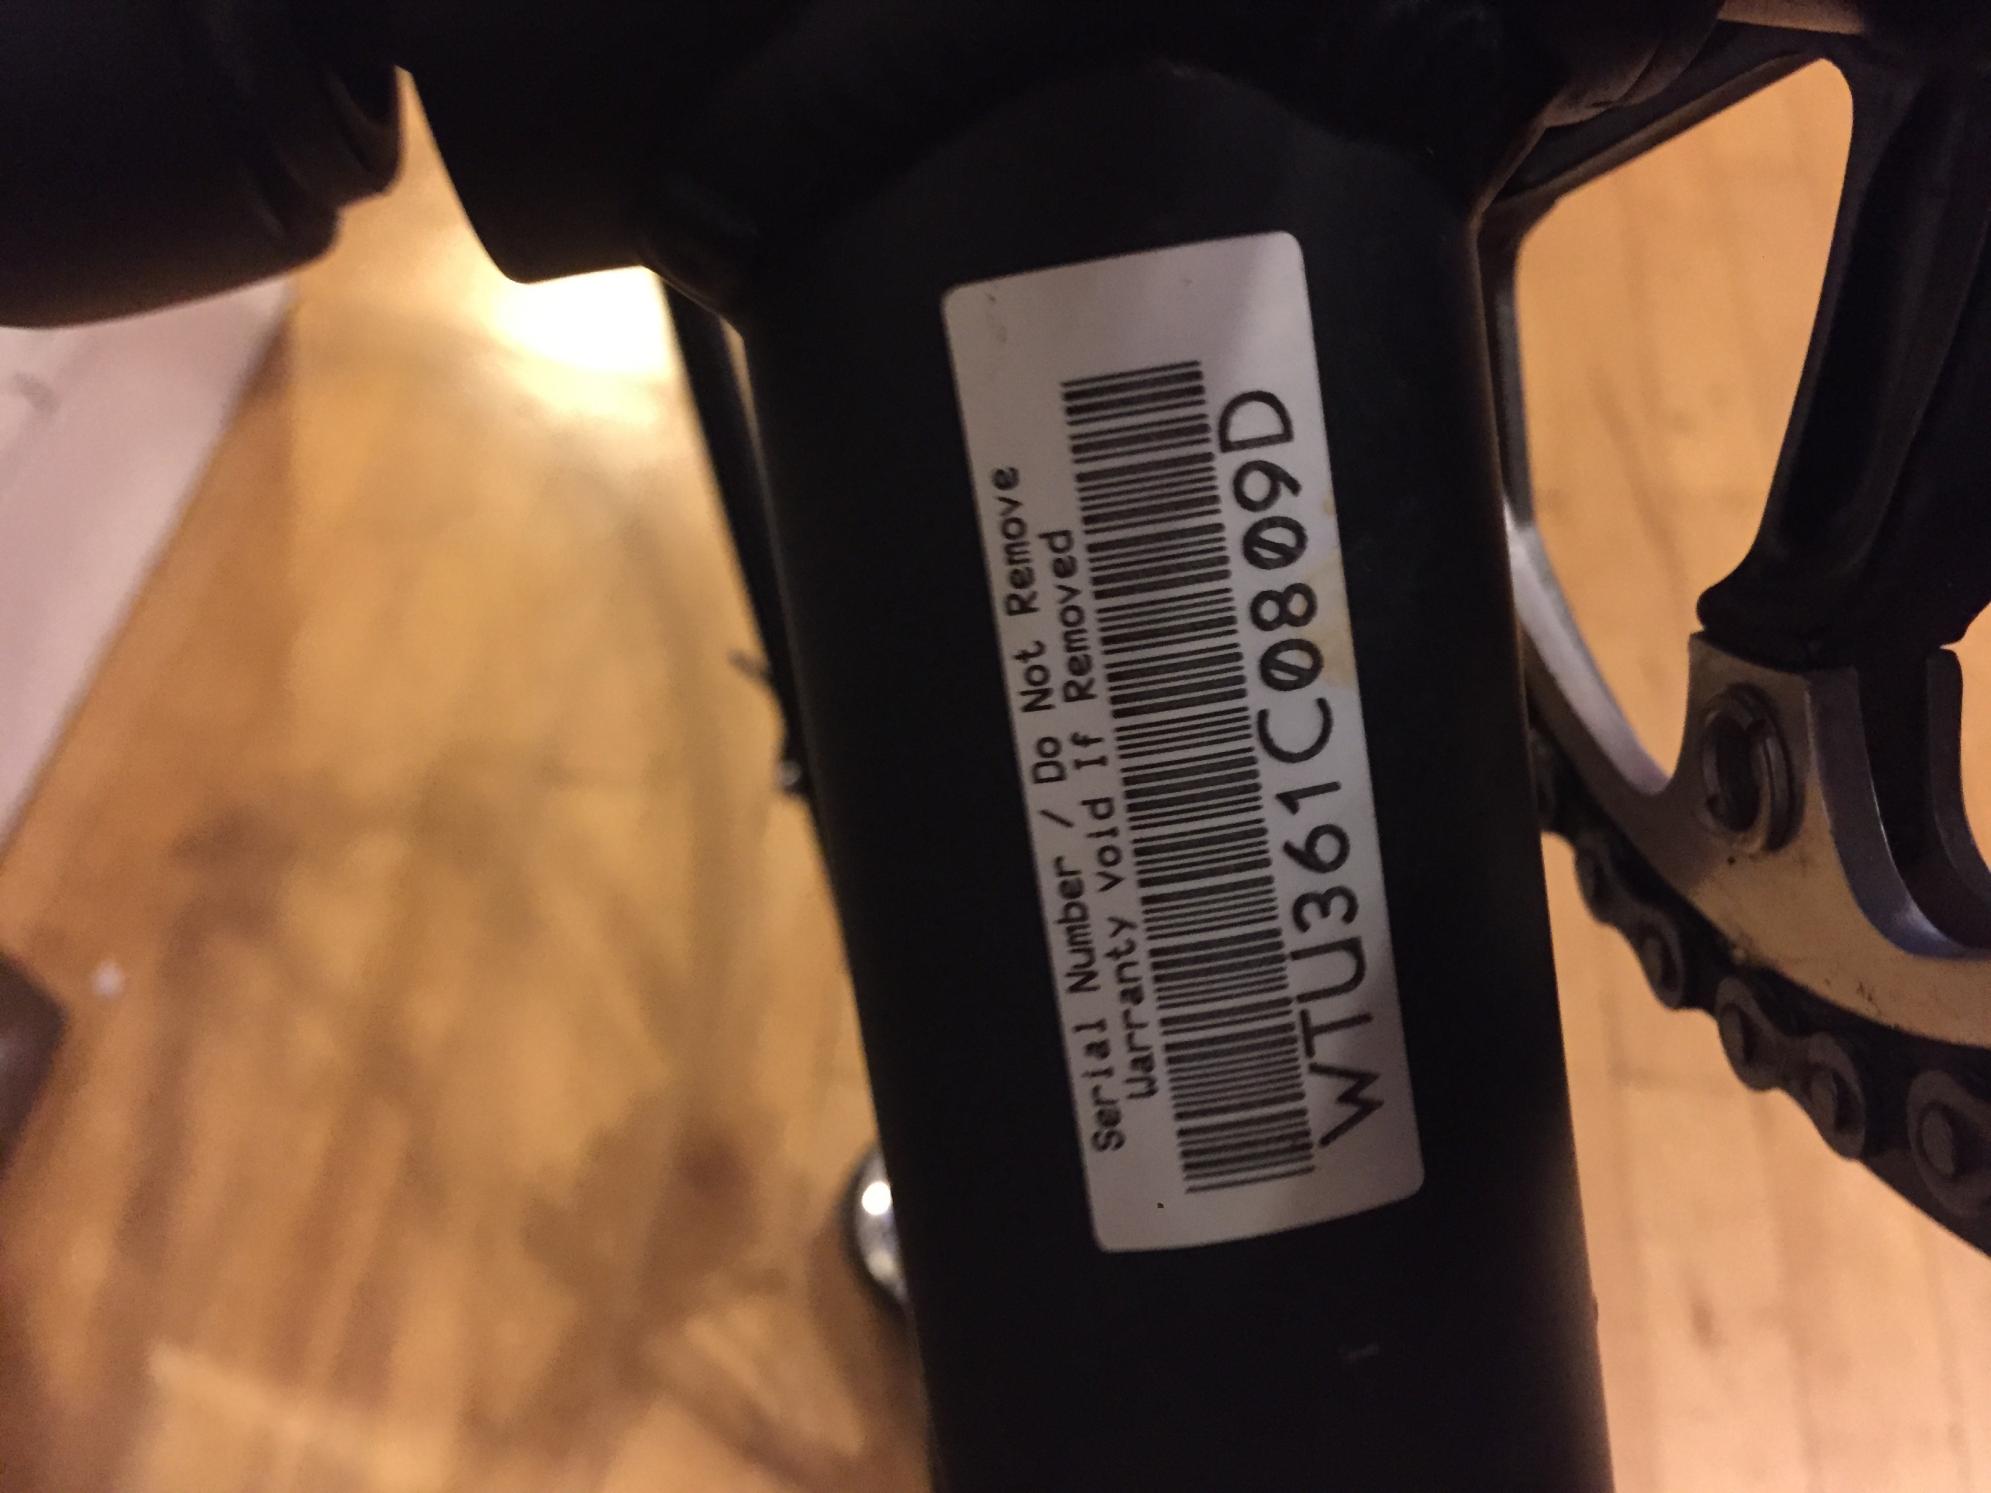 Serial Number / Do Not Remove
Warranty void If Removed
WTU361C0809D